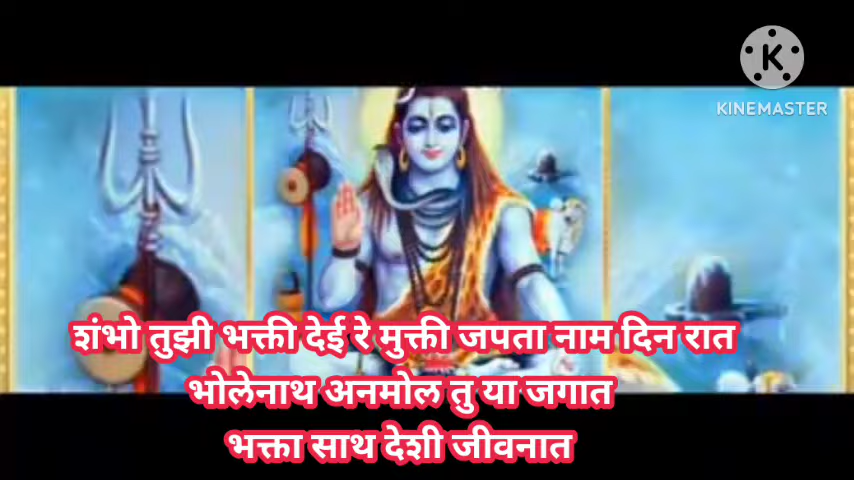 K
KINEMASTER
शंभो तुझी भक्ती देई रे मुक्ती जपता नाम दिन रात
भोलेनाथ अनमोल तु या जगात
भक्ता साथ देशी जीवनात